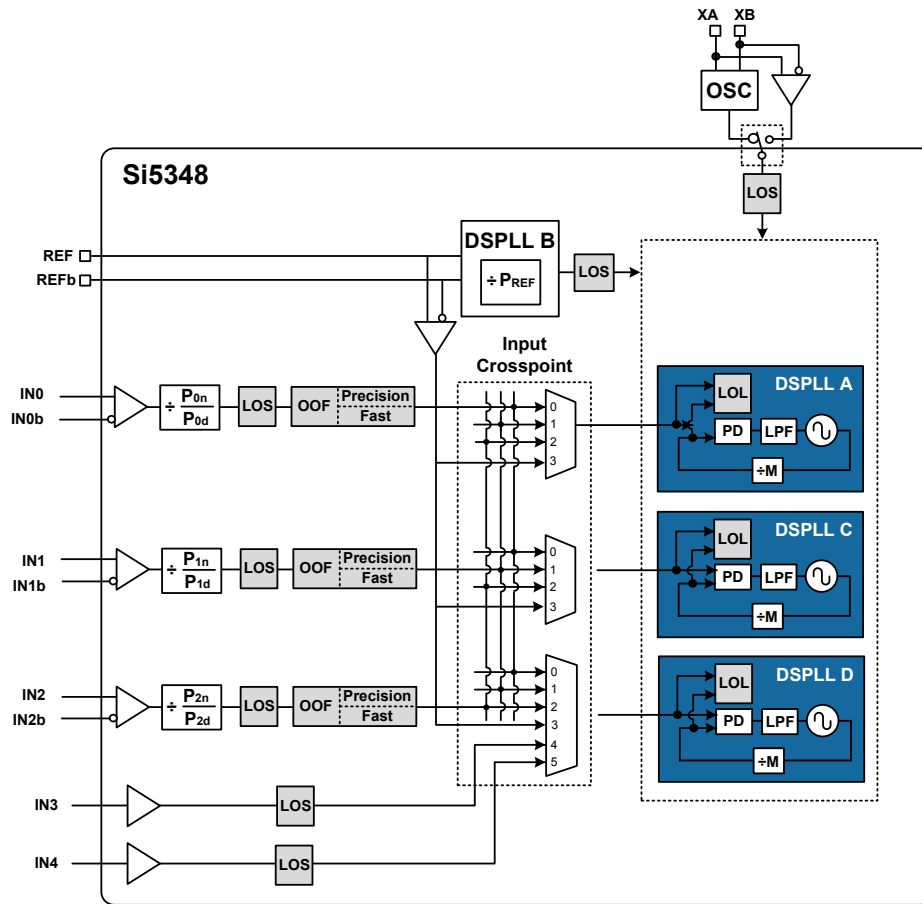 XA XB
OSC
Si5348
LOS
REF
REFb
DSPLL B
÷ PREF
LOS
Input
Crosspoint
IN0
IN0b
÷ P0n
P0d
LOS
OOF
Precision
Fast
0
1
2
3
DSPLL A
LOL
PD
LPF
÷M
IN1
IN1b
÷ P1n
P1d
LOS
OOF
Precision
Fast
0
1
2
3
DSPLL C
LOL
PD
LPF
÷M
IN2
IN2b
÷ P2n
P2d
LOS
OOF
Precision
Fast
0
1
2
3
4
5
DSPLL D
LOL
PD
LPF
÷M
IN3
LOS
IN4
LOS